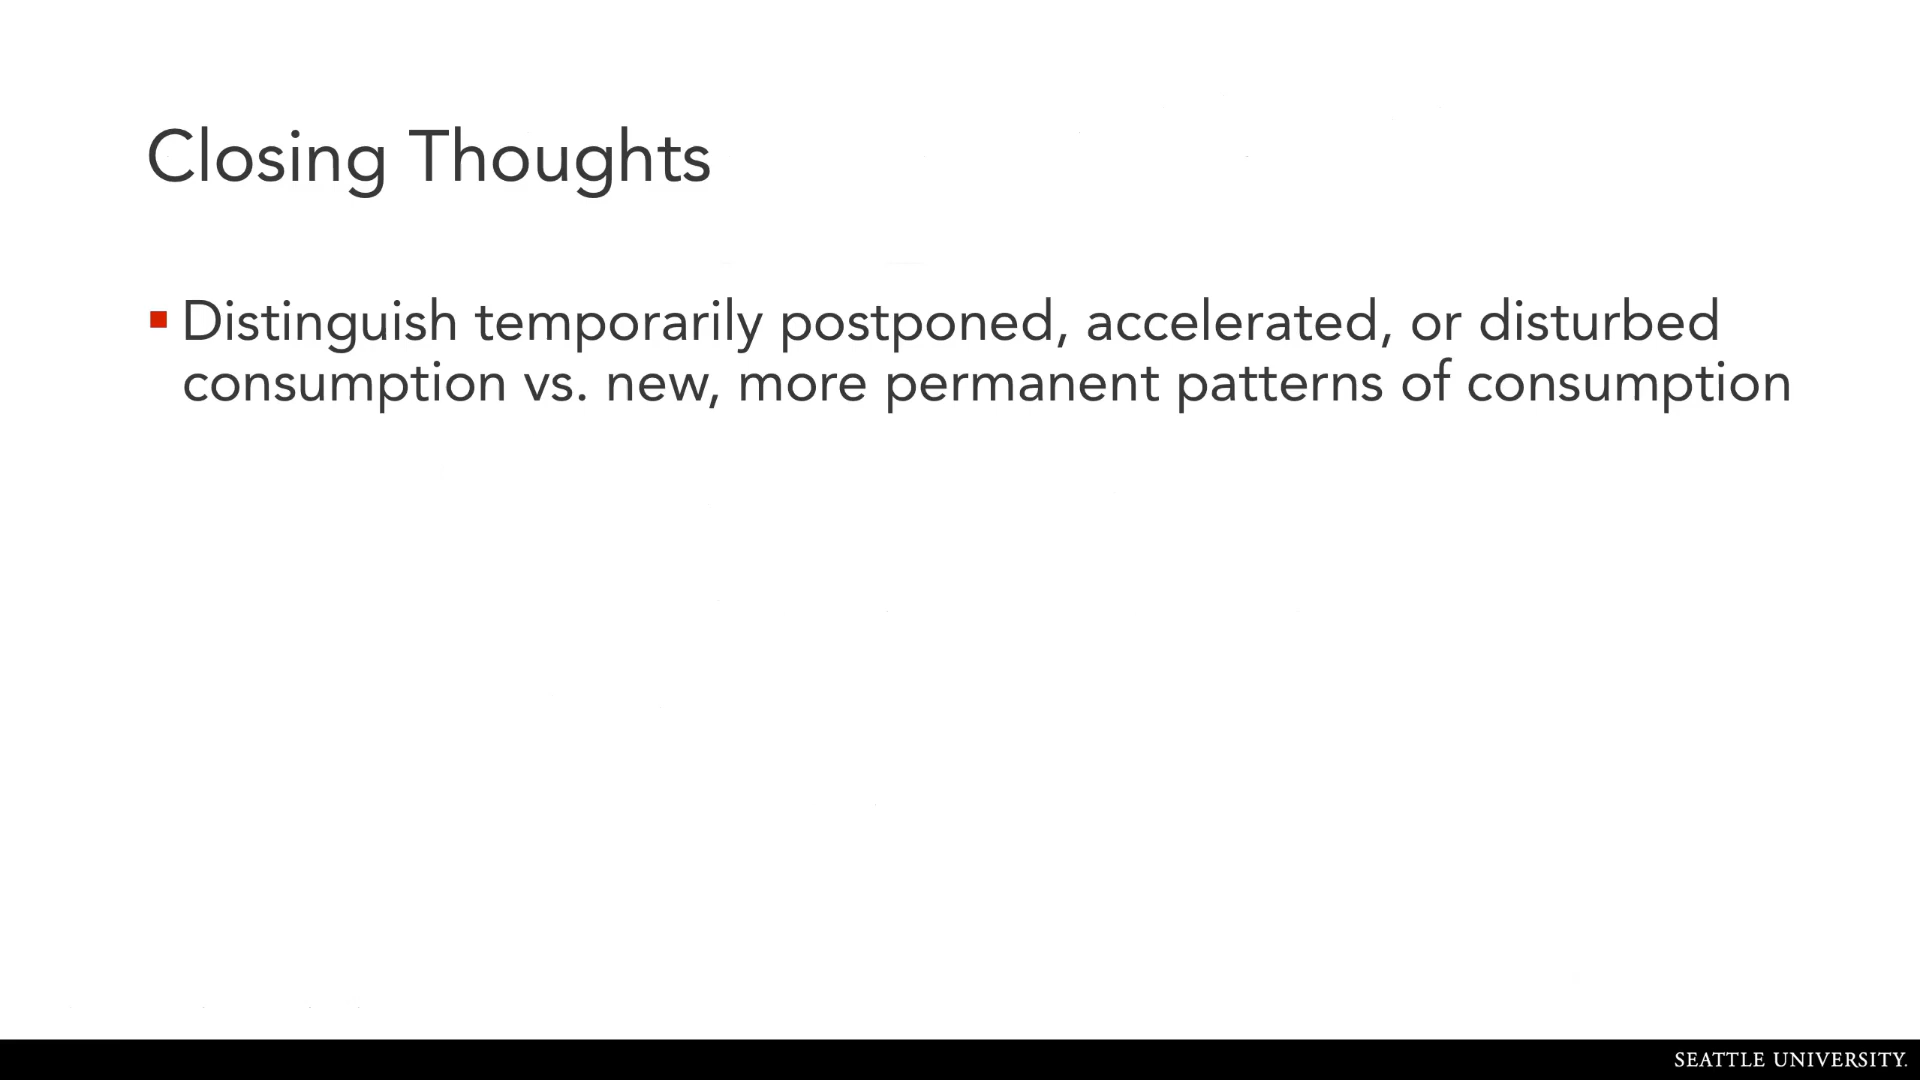 Closing Thoughts
▪ Distinguish temporarily postponed, accelerated, or disturbed
consumption vs. new, more permanent patterns of consumption
SEATTLE UNIVERSITY.